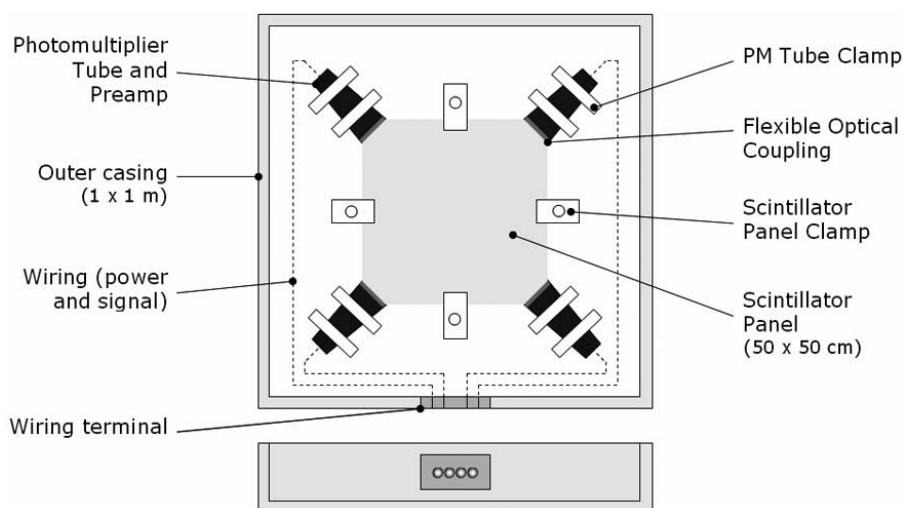 Photomultiplier
Tube and
Preamp
Outer casing
(1 x 1 m)
Wiring (power
and signal)
Wiring terminal
PM Tube Clamp
Flexible Optical
Coupling
Scintillator
Panel Clamp
Scintillator
Panel
(50 x 50 cm)